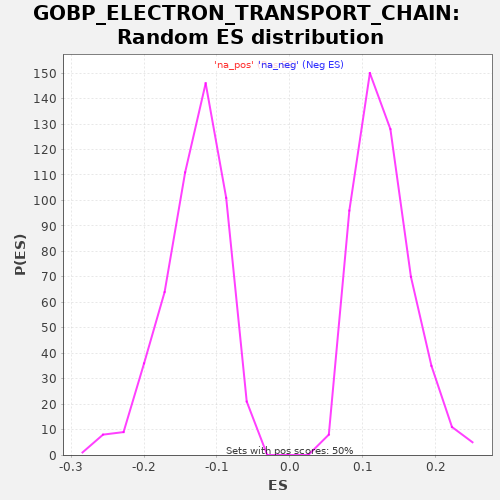 GOBP_ELECTRON_TRANSPORT_CHAIN:
Random ES distribution
'na_pos' 'na_neg' (Neg ES)
150
140
130
120
110
100
90
80
70
60
50
40
30
20
10
0
P(ES)
Sets with pos scores: 50%
-0.3 -0.2 -0.1 0.0 0.1 0.2
ES